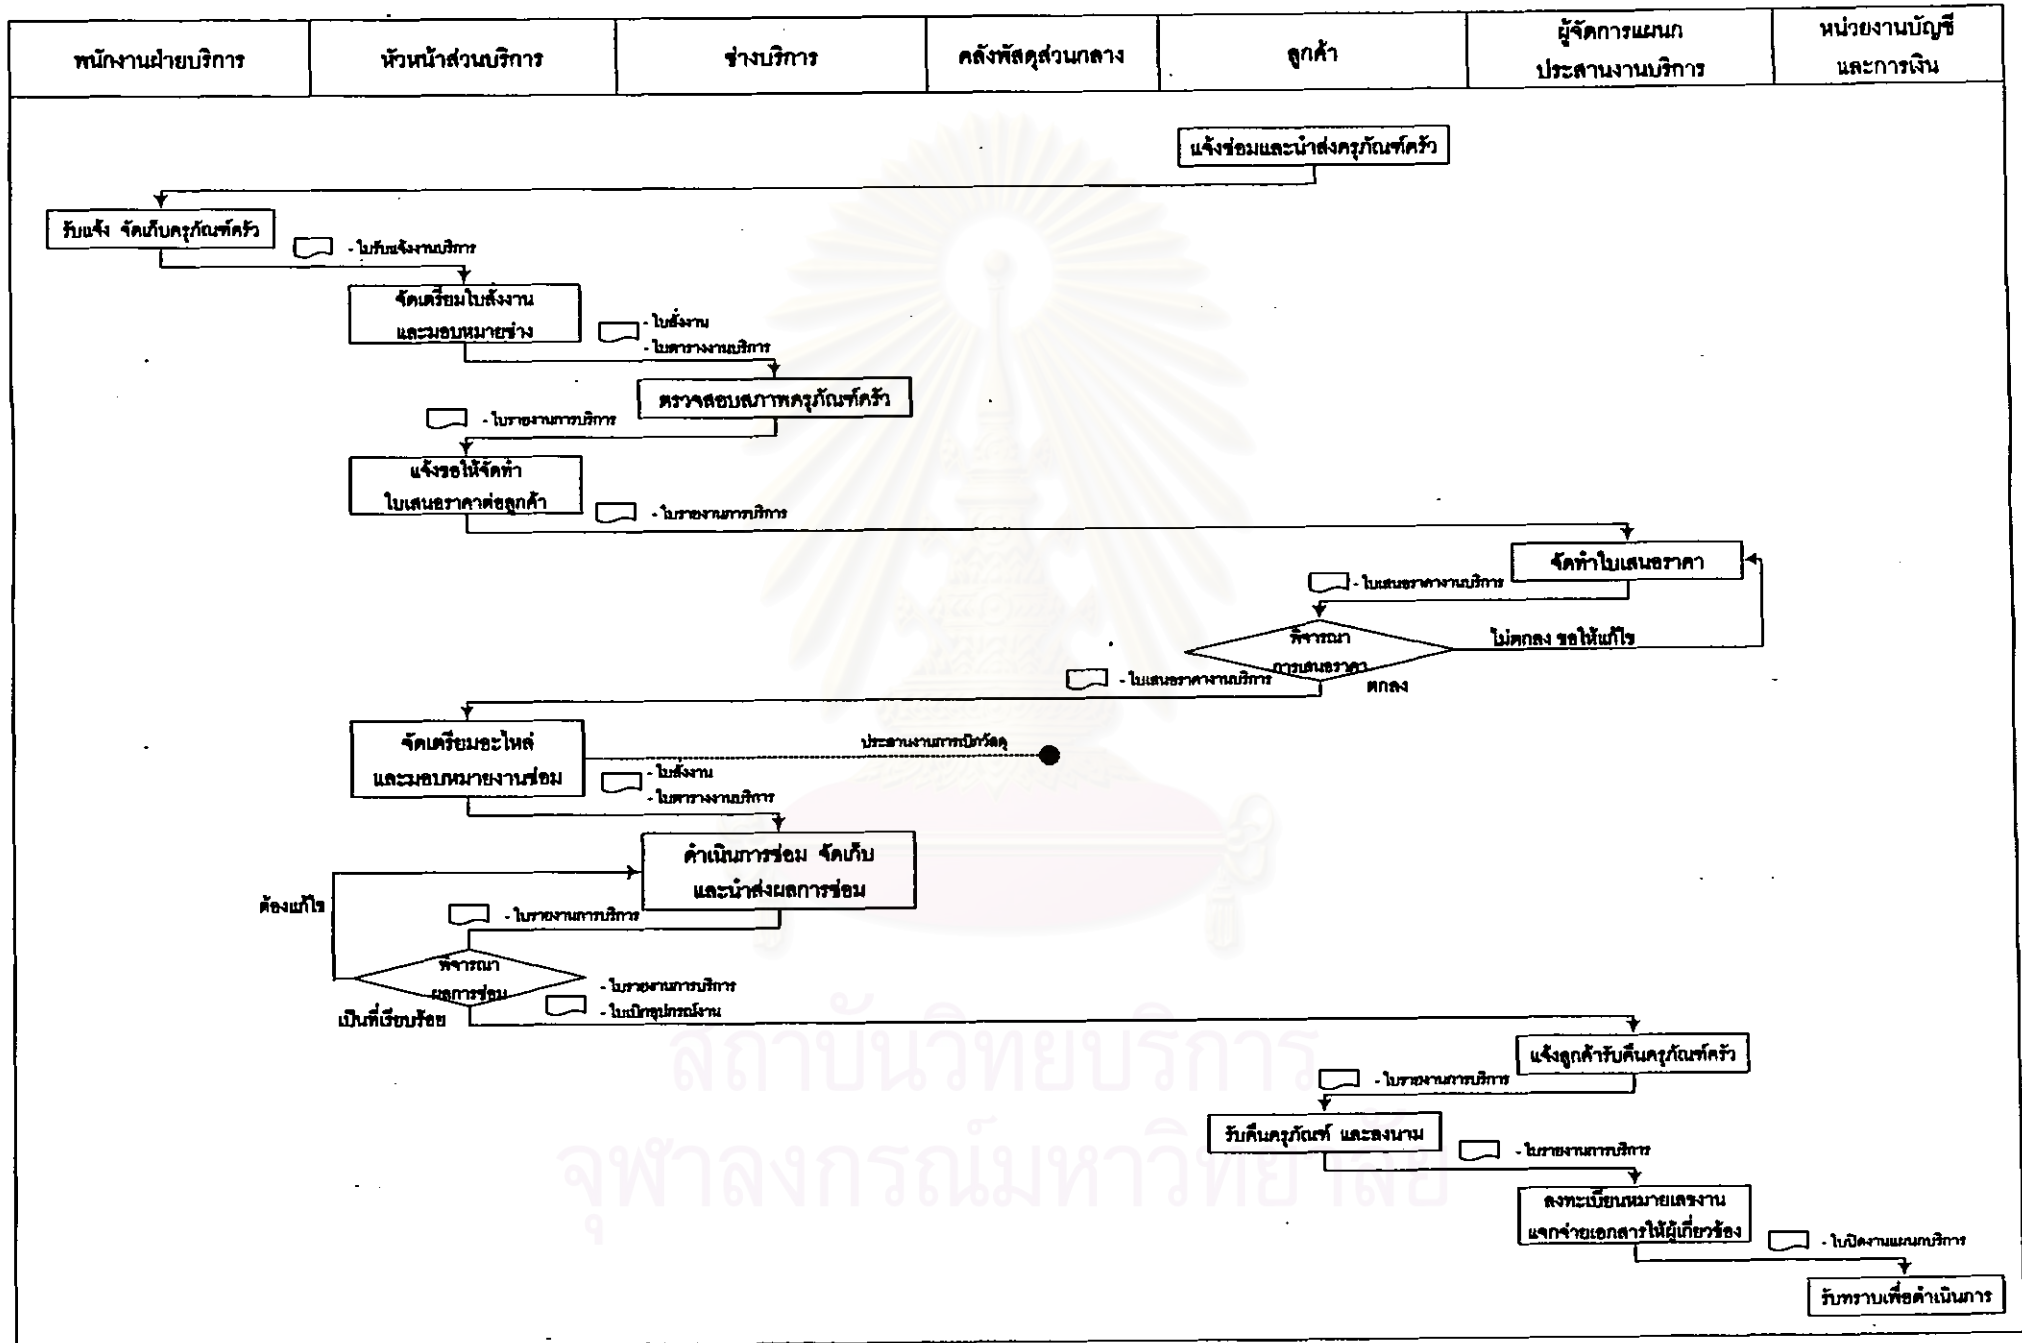 พนักงานฝ่ายบริการ
หัวหน้าส่วนบริการ
ช่างบริการ
คลังพัสดุส่วนกลาง
ลูกค้า
ผู้จัดการแผนก
ประสานงานบริการ
หน่วยงานบัญชี
และการเงิน
แจ้งซ่อมและนำส่งครุภัณฑ์ครัว
รับแจ้ง จัดเก็บครุภัณฑ์ครัว
- ใบรับแจ้งงานบริการ
จัดเตรียมใบสั่งงาน
และมอบหมายช่าง
- ใบสั่งงาน
- ใบตารางงานบริการ
ตรวจสอบสภาพครุภัณฑ์ครัว
- ใบรายงานการบริการ
แจ้งขอให้จัดทำ
ใบเสนอราคาต่อลูกค้า
- ใบรายงานการบริการ
จัดทำใบเสนอราคา
- ใบเสนอราคางานบริการ
พิจารณา
การเสนอราคา
ไม่ตกลง ขอให้แก้ไข
ตกลง
- ใบเสนอราคางานบริการ
จัดเตรียมอะไหล่
และมอบหมายงานซ่อม
ประสานงานการเบิกวัสดุ
- ใบสั่งงาน
- ใบตารางงานบริการ
ดำเนินการซ่อม จัดเก็บ
และนำส่งผลการซ่อม
ต้องแก้ไข
- ใบรายงานการบริการ
พิจารณา
ผลการซ่อม
เป็นที่เรียบร้อย
- ใบรายงานการบริการ
- ใบเบิกอุปกรณ์งาน
แจ้งลูกค้ารับคืนครุภัณฑ์ครัว
- ใบรายงานการบริการ
รับคืนครุภัณฑ์ และลงนาม
- ใบรายงานการบริการ
ลงทะเบียนหมายเลขงาน
แจกจ่ายเอกสารให้ผู้เกี่ยวข้อง
- ใบปิดงานแผนกบริการ
รับทราบเพื่อดำเนินการ
สถาบันวิทยบริการ
จุฬาลงกรณ์มหาวิทยาลัย